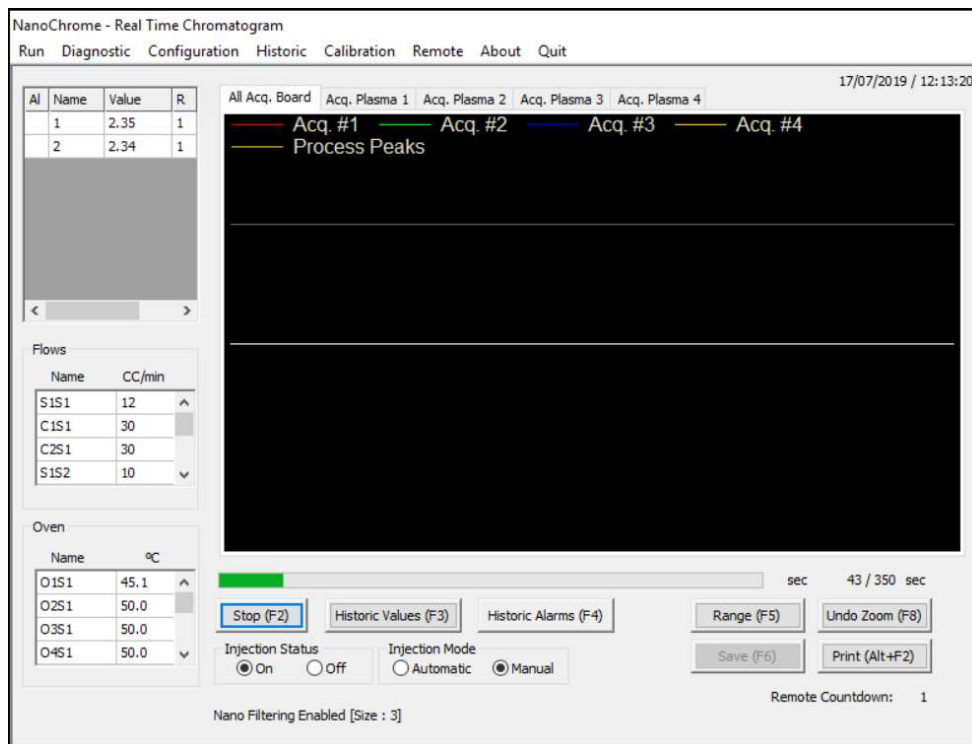 NanoChrome - Real Time Chromatogram
Run Diagnostic Configuration Historic Calibration Remote About Quit
17/07/2019 / 12:13:20
Al Name Value R
1 2.35 1
2 2.34 1
All Acq. Board Acq. Plasma 1 Acq. Plasma 2 Acq. Plasma 3 Acq. Plasma 4
Acq. #1 Acq. #2 Acq. #3 Acq. #4
Process Peaks
Flows
Name CC/min
S1S1 12
C1S1 30
C2S1 30
S1S2 10
Oven
Name ºC
O1S1 45.1
O2S1 50.0
O3S1 50.0
O4S1 50.0
sec 43 / 350 sec
Stop (F2) Historic Values (F3) Historic Alarms (F4) Range (F5) Undo Zoom (F8)
Injection Status Injection Mode
On Off Automatic Manual
Save (F6) Print (Alt+F2)
Remote Countdown: 1
Nano Filtering Enabled [Size : 3]